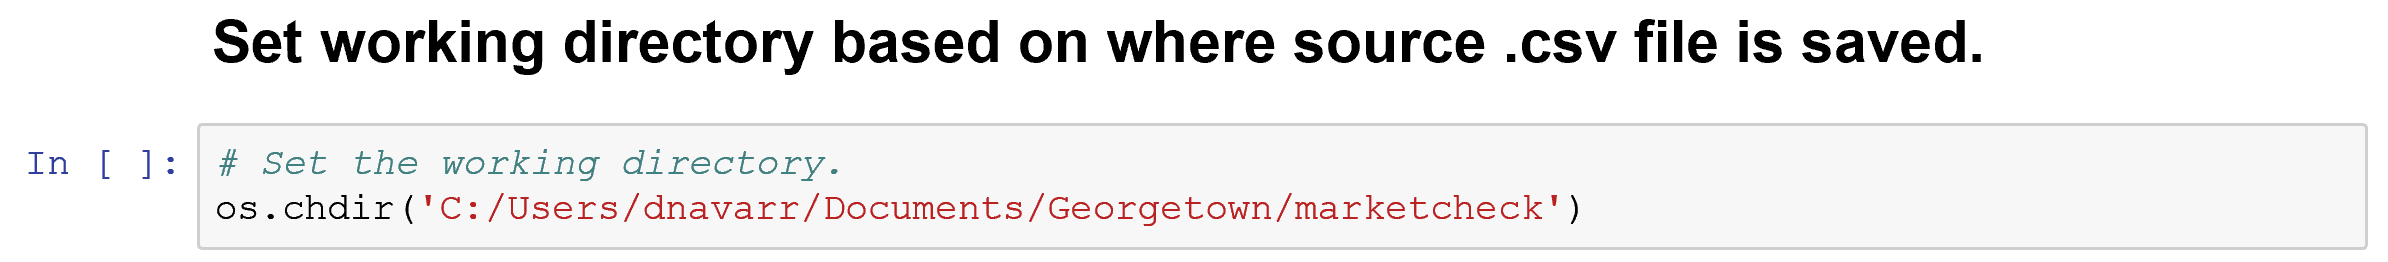 Set working directory based on where source .csv file is saved.
In [ ]: # Set the working directory.
os.chdir('C:/Users/dnavarr/Documents/Georgetown/marketcheck')